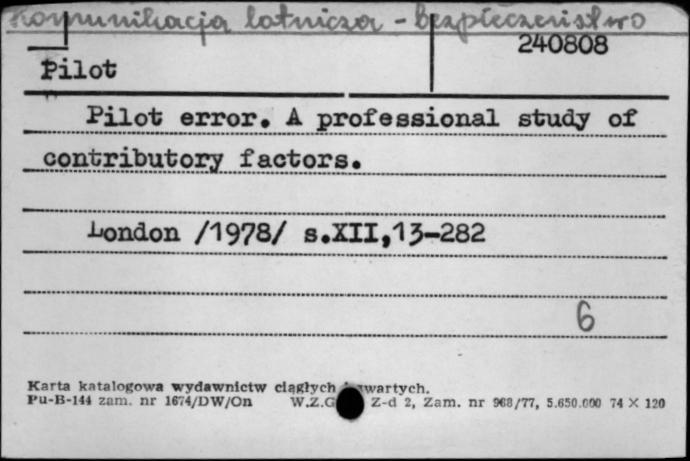 Komunikacja lotnicza - bezpieczeństwo
240808
Pilot
Pilot error. A professional study of
contributory factors.
London /1978/ s.XII,13-282
6
Karta katalogowa wydawnictw ciągłych i zwartych.
Pu-B-144 zam. nr 1674/DW/On W.Z.G Z-d 2, Zam. nr 968/77, 5.650.000 74 X 120